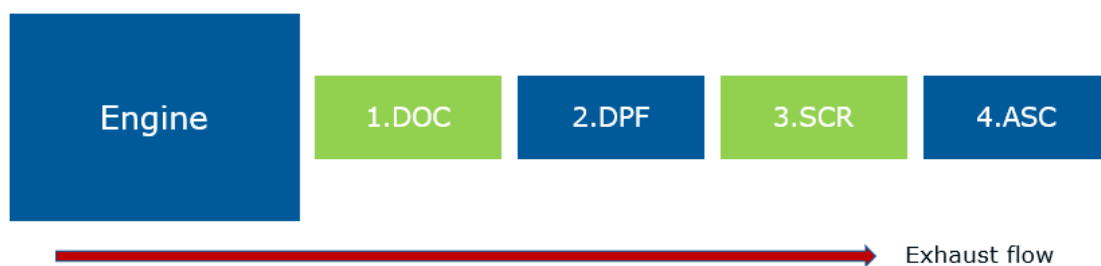 Engine
1.DOC
2.DPF
3.SCR
4.ASC
Exhaust flow